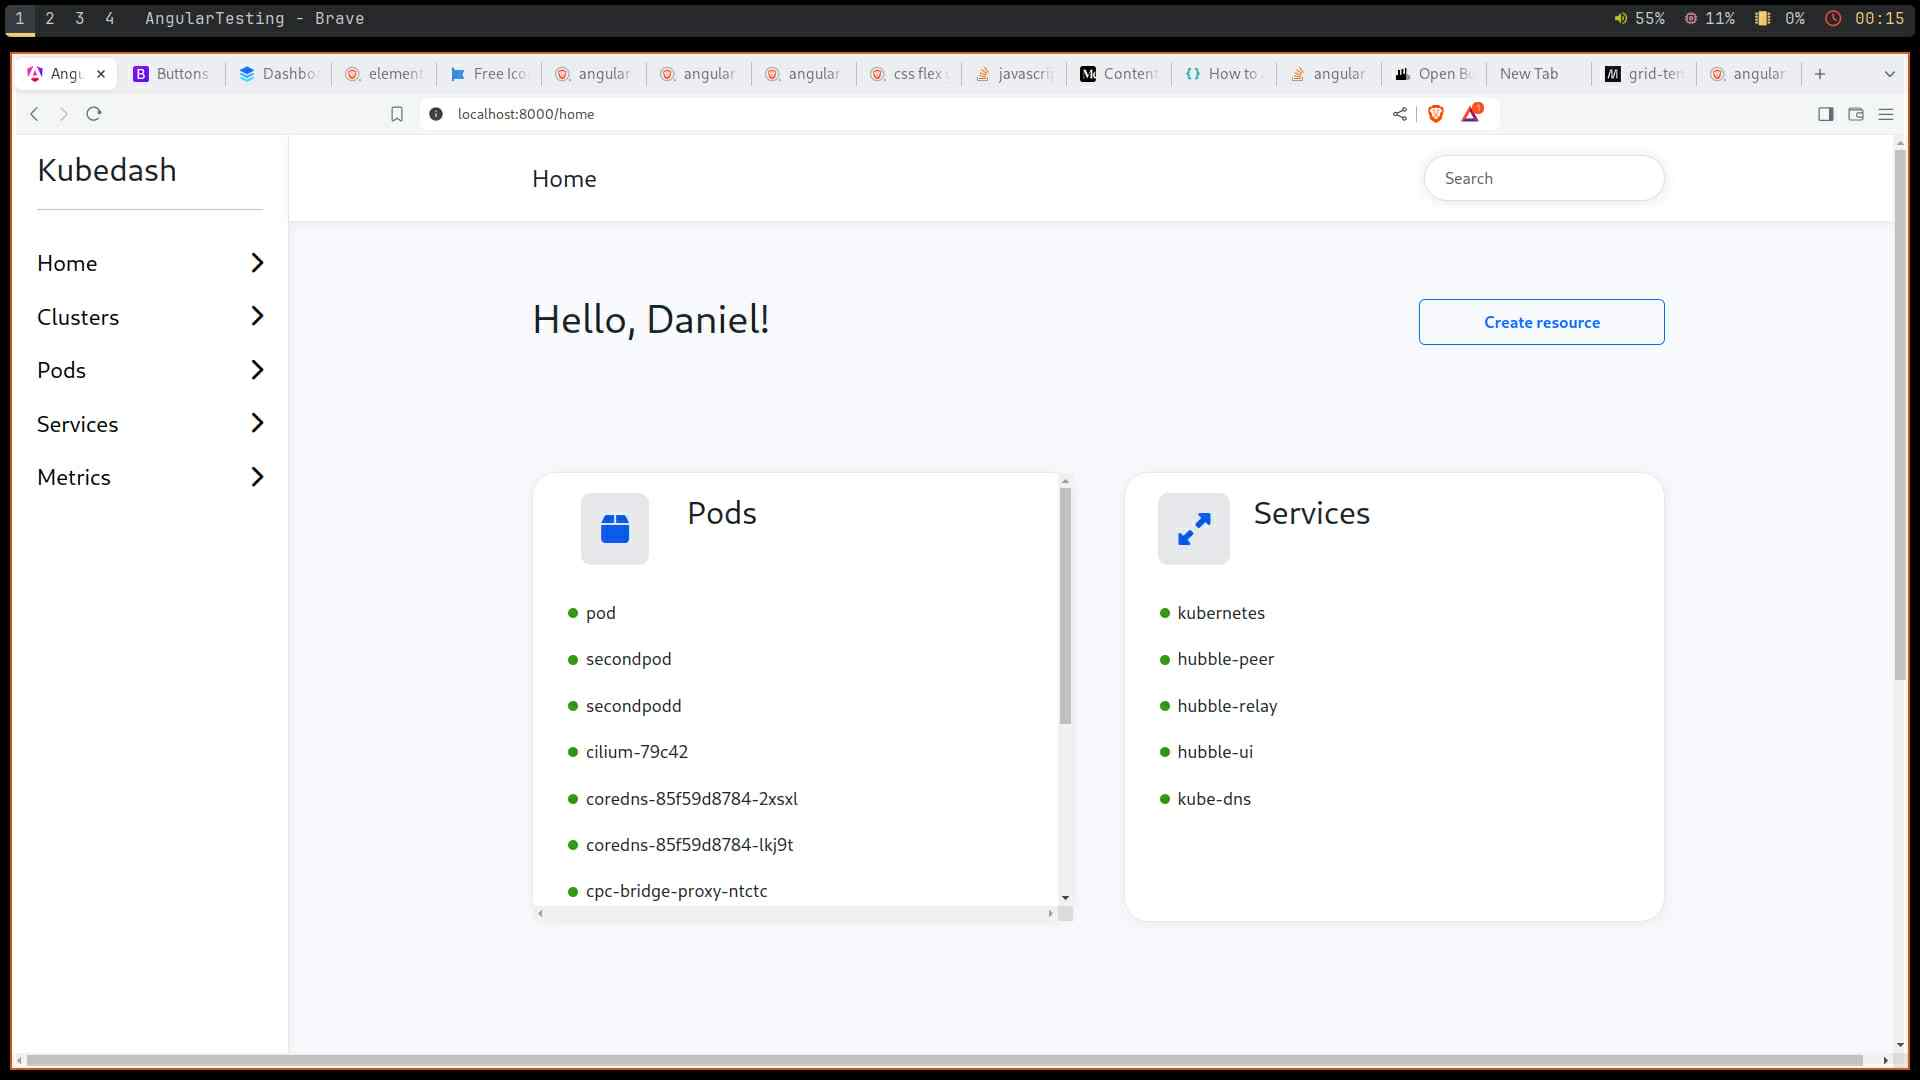 1 2 3 4 AngularTesting - Brave 55% 11% 0% 00:15
Angu Buttons Dashbo element Free Ico angular angular angular css flex javascrip Content How to angular Open Bu New Tab grid-tem angular
localhost:8000/home
Kubedash
Home
Search
Home
Clusters
Pods
Services
Metrics
Hello, Daniel!
Create resource
Pods
pod
secondpod
secondpodd
cilium-79c42
coredns-85f59d8784-2xsxl
coredns-85f59d8784-lkj9t
cpc-bridge-proxy-ntctc
Services
kubernetes
hubble-peer
hubble-relay
hubble-ui
kube-dns